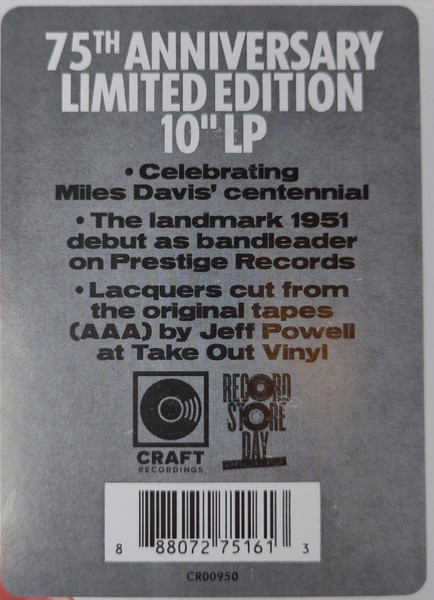 75TH ANNIVERSARY
LIMITED EDITION
10" LP
• Celebrating
Miles Davis' centennial
• The landmark 1951
debut as bandleader
on Prestige Records
• Lacquers cut from
the original tapes
(AAA) by Jeff Powell
at Take Out Vinyl
CRAFT
RECORDINGS
RECORD
STORE
DAY
8 88072 75161 3
CR00950